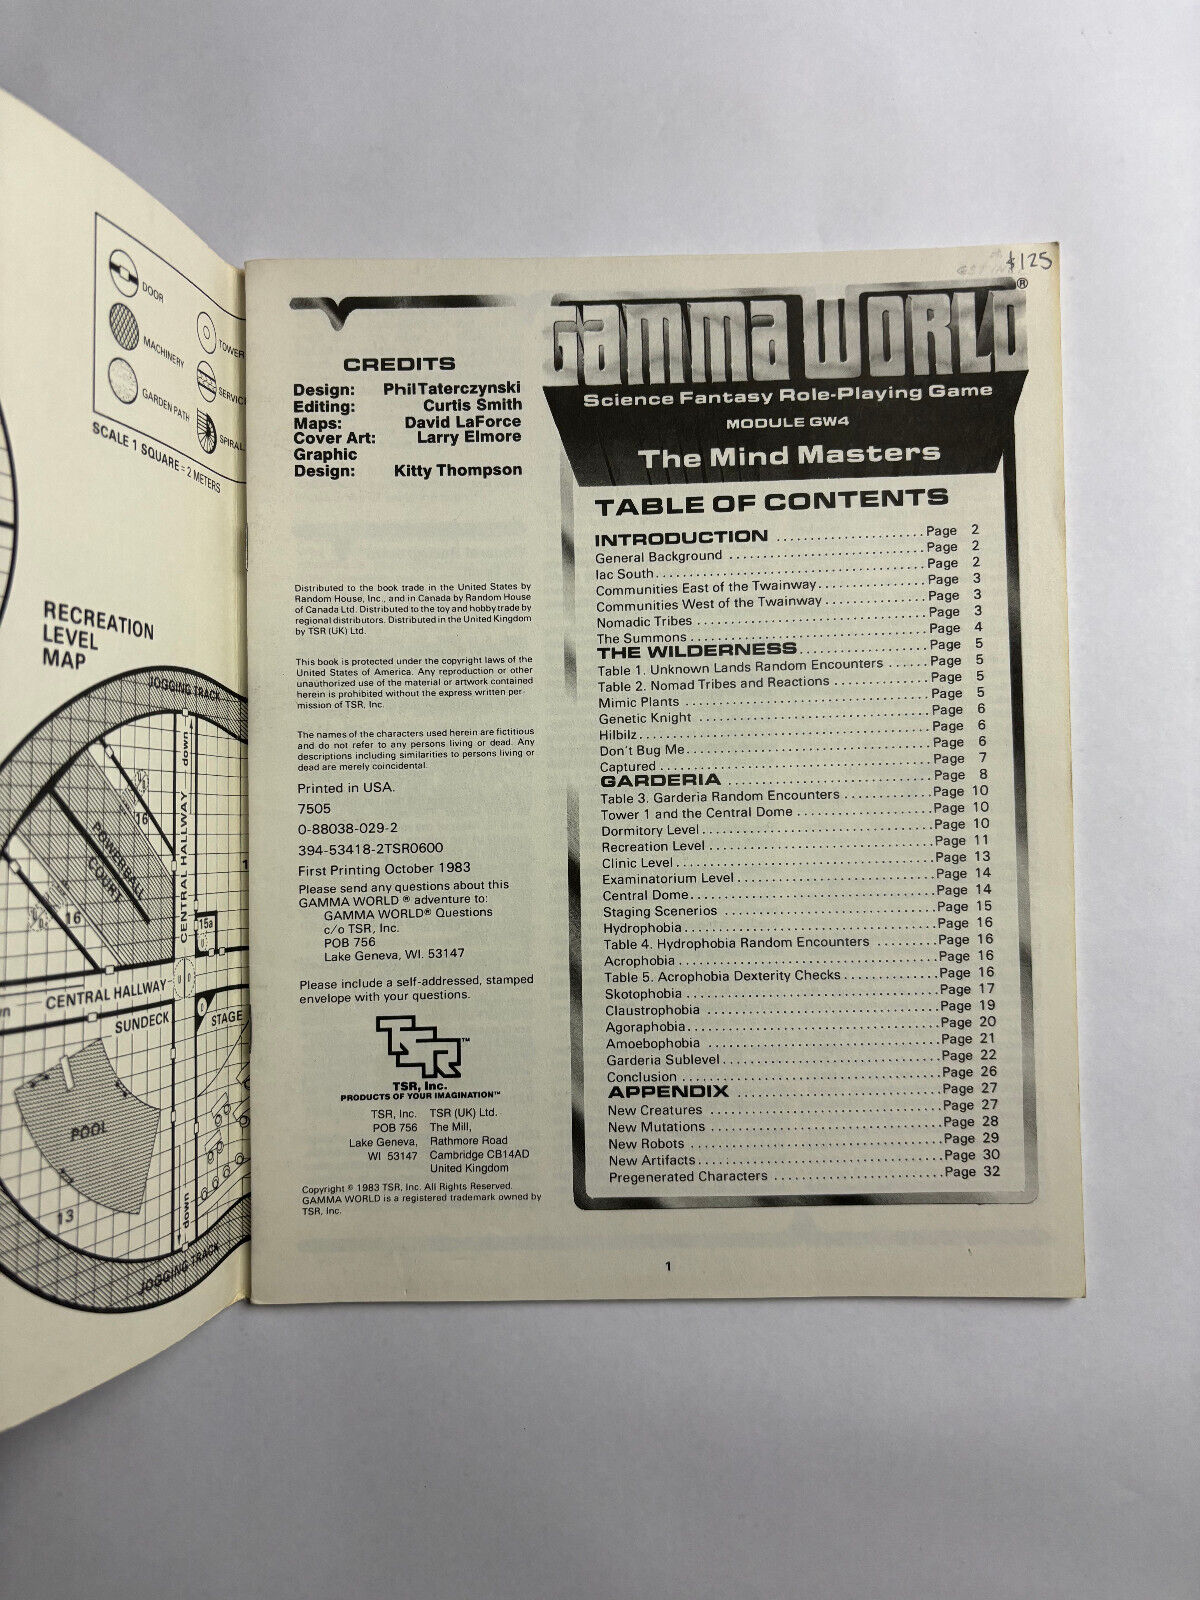 DOOR
MACHINERY
GARDEN PATH
TOWER
SPIRAL
SCALE 1 SQUARE = 2 METERS
RECREATION
LEVEL
MAP
JOGGING TRACK
down
16
POWERBALL
COURT
CENTRAL HALLWAY
16
15a
CENTRAL HALLWAY
SUNDECK
STAGE
POOL
13
down
JOGGING TRACK
$125
CREDITS
Design: Phil Taterczynski
Editing: Curtis Smith
Maps: David LaForce
Cover Art: Larry Elmore
Graphic
Design: Kitty Thompson
Distributed to the book trade in the United States by
Random House, Inc., and in Canada by Random House
of Canada Ltd. Distributed to the toy and hobby trade by
regional distributors. Distributed in the United Kingdom
by TSR (UK) Ltd.
This book is protected under the copyright laws of the
United States of America. Any reproduction or other
unauthorized use of the material or artwork contained
herein is prohibited without the express written per-
mission of TSR, Inc.
The names of the characters used herein are fictitious
and do not refer to any persons living or dead. Any
descriptions including similarities to persons living or
dead are merely coincidental.
Printed in USA.
7505
0-88038-029-2
394-53418-2TSR0600
First Printing October 1983
Please send any questions about this
GAMMA WORLD ® adventure to:
GAMMA WORLD® Questions
c/o TSR, Inc.
POB 756
Lake Geneva, WI. 53147
Please include a self-addressed, stamped
envelope with your questions.
TSR™
TSR, Inc.
PRODUCTS OF YOUR IMAGINATION™
TSR, Inc. TSR (UK) Ltd.
POB 756 The Mill,
Lake Geneva, Rathmore Road
WI 53147 Cambridge CB14AD
United Kingdom
Copyright © 1983 TSR, Inc. All Rights Reserved.
GAMMA WORLD is a registered trademark owned by
TSR, Inc.
GAMMA WORLD®
Science Fantasy Role-Playing Game
MODULE GW4
The Mind Masters
TABLE OF CONTENTS
INTRODUCTION ..................... Page 2
General Background ........................ Page 2
Iac South.................................. Page 2
Communities East of the Twainway............. Page 3
Communities West of the Twainway ............ Page 3
Nomadic Tribes ............................ Page 3
The Summons ............................. Page 4
THE WILDERNESS................ Page 5
Table 1. Unknown Lands Random Encounters ...... Page 5
Table 2. Nomad Tribes and Reactions ............ Page 5
Mimic Plants .............................. Page 5
Genetic Knight ............................ Page 6
Hilbilz.................................... Page 6
Don't Bug Me.............................. Page 6
Captured ................................. Page 7
GARDERIA ......................... Page 8
Table 3. Garderia Random Encounters ........... Page 10
Tower 1 and the Central Dome ................ Page 10
Dormitory Level............................ Page 10
Recreation Level ........................... Page 11
Clinic Level............................... Page 13
Examinatorium Level........................ Page 14
Central Dome.............................. Page 14
Staging Scenerios ......................... Page 15
Hydrophobia.............................. Page 16
Table 4. Hydrophobia Random Encounters ........ Page 16
Acrophobia............................... Page 16
Table 5. Acrophobia Dexterity Checks............ Page 16
Skotophobia .............................. Page 17
Claustrophobia ........................... Page 19
Agoraphobia.............................. Page 20
Amoebophobia ........................... Page 21
Garderia Sublevel.......................... Page 22
Conclusion ............................... Page 26
APPENDIX ......................... Page 27
New Creatures ............................ Page 27
New Mutations ........................... Page 28
New Robots .............................. Page 29
New Artifacts............................. Page 30
Pregenerated Characters .................... Page 32
1